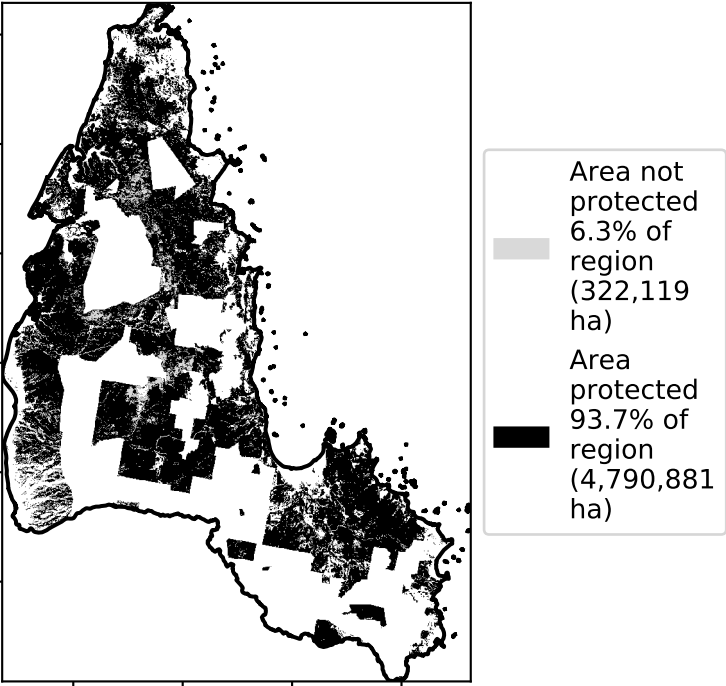 Area not
protected
6.3% of
region
(322,119
ha)
Area
protected
93.7% of
region
(4,790,881
ha)